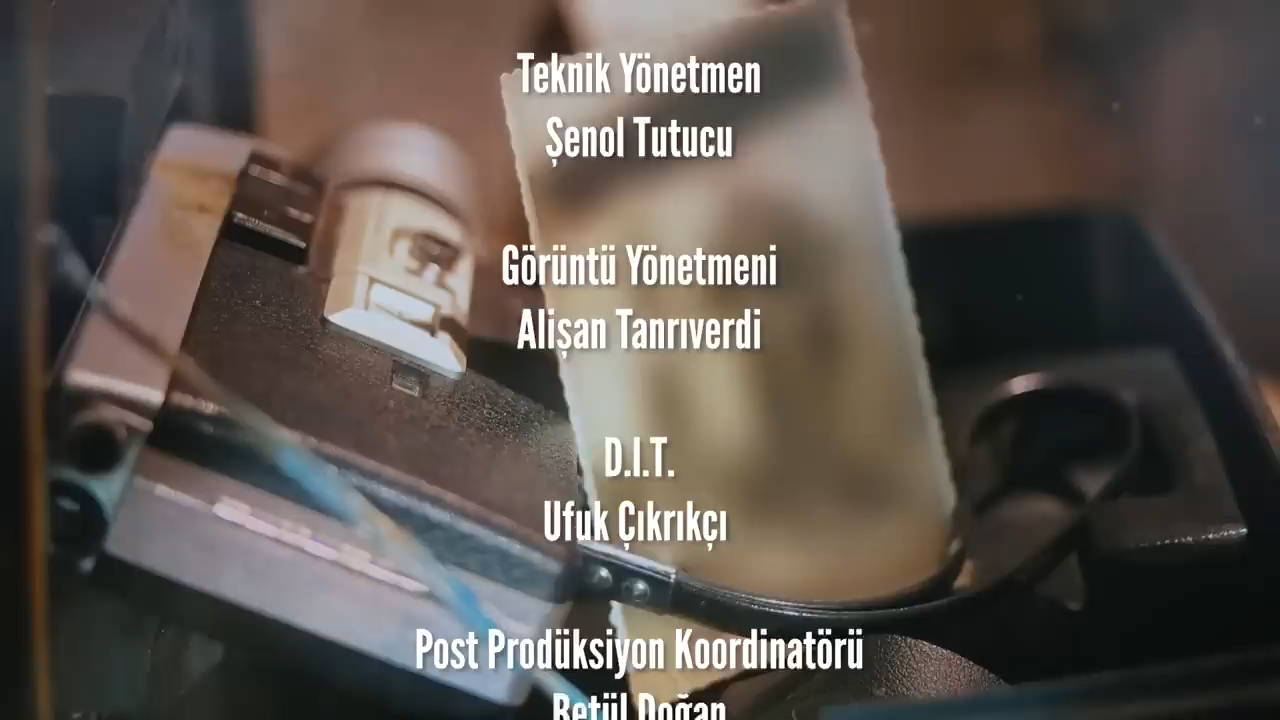 Teknik Yönetmen
Şenol Tutucu
Görüntü Yönetmeni
Alişan Tanrıverdi
D.I.T.
Ufuk Çıkrıkçı
Post Prodüksiyon Koordinatörü
Betül Doğan